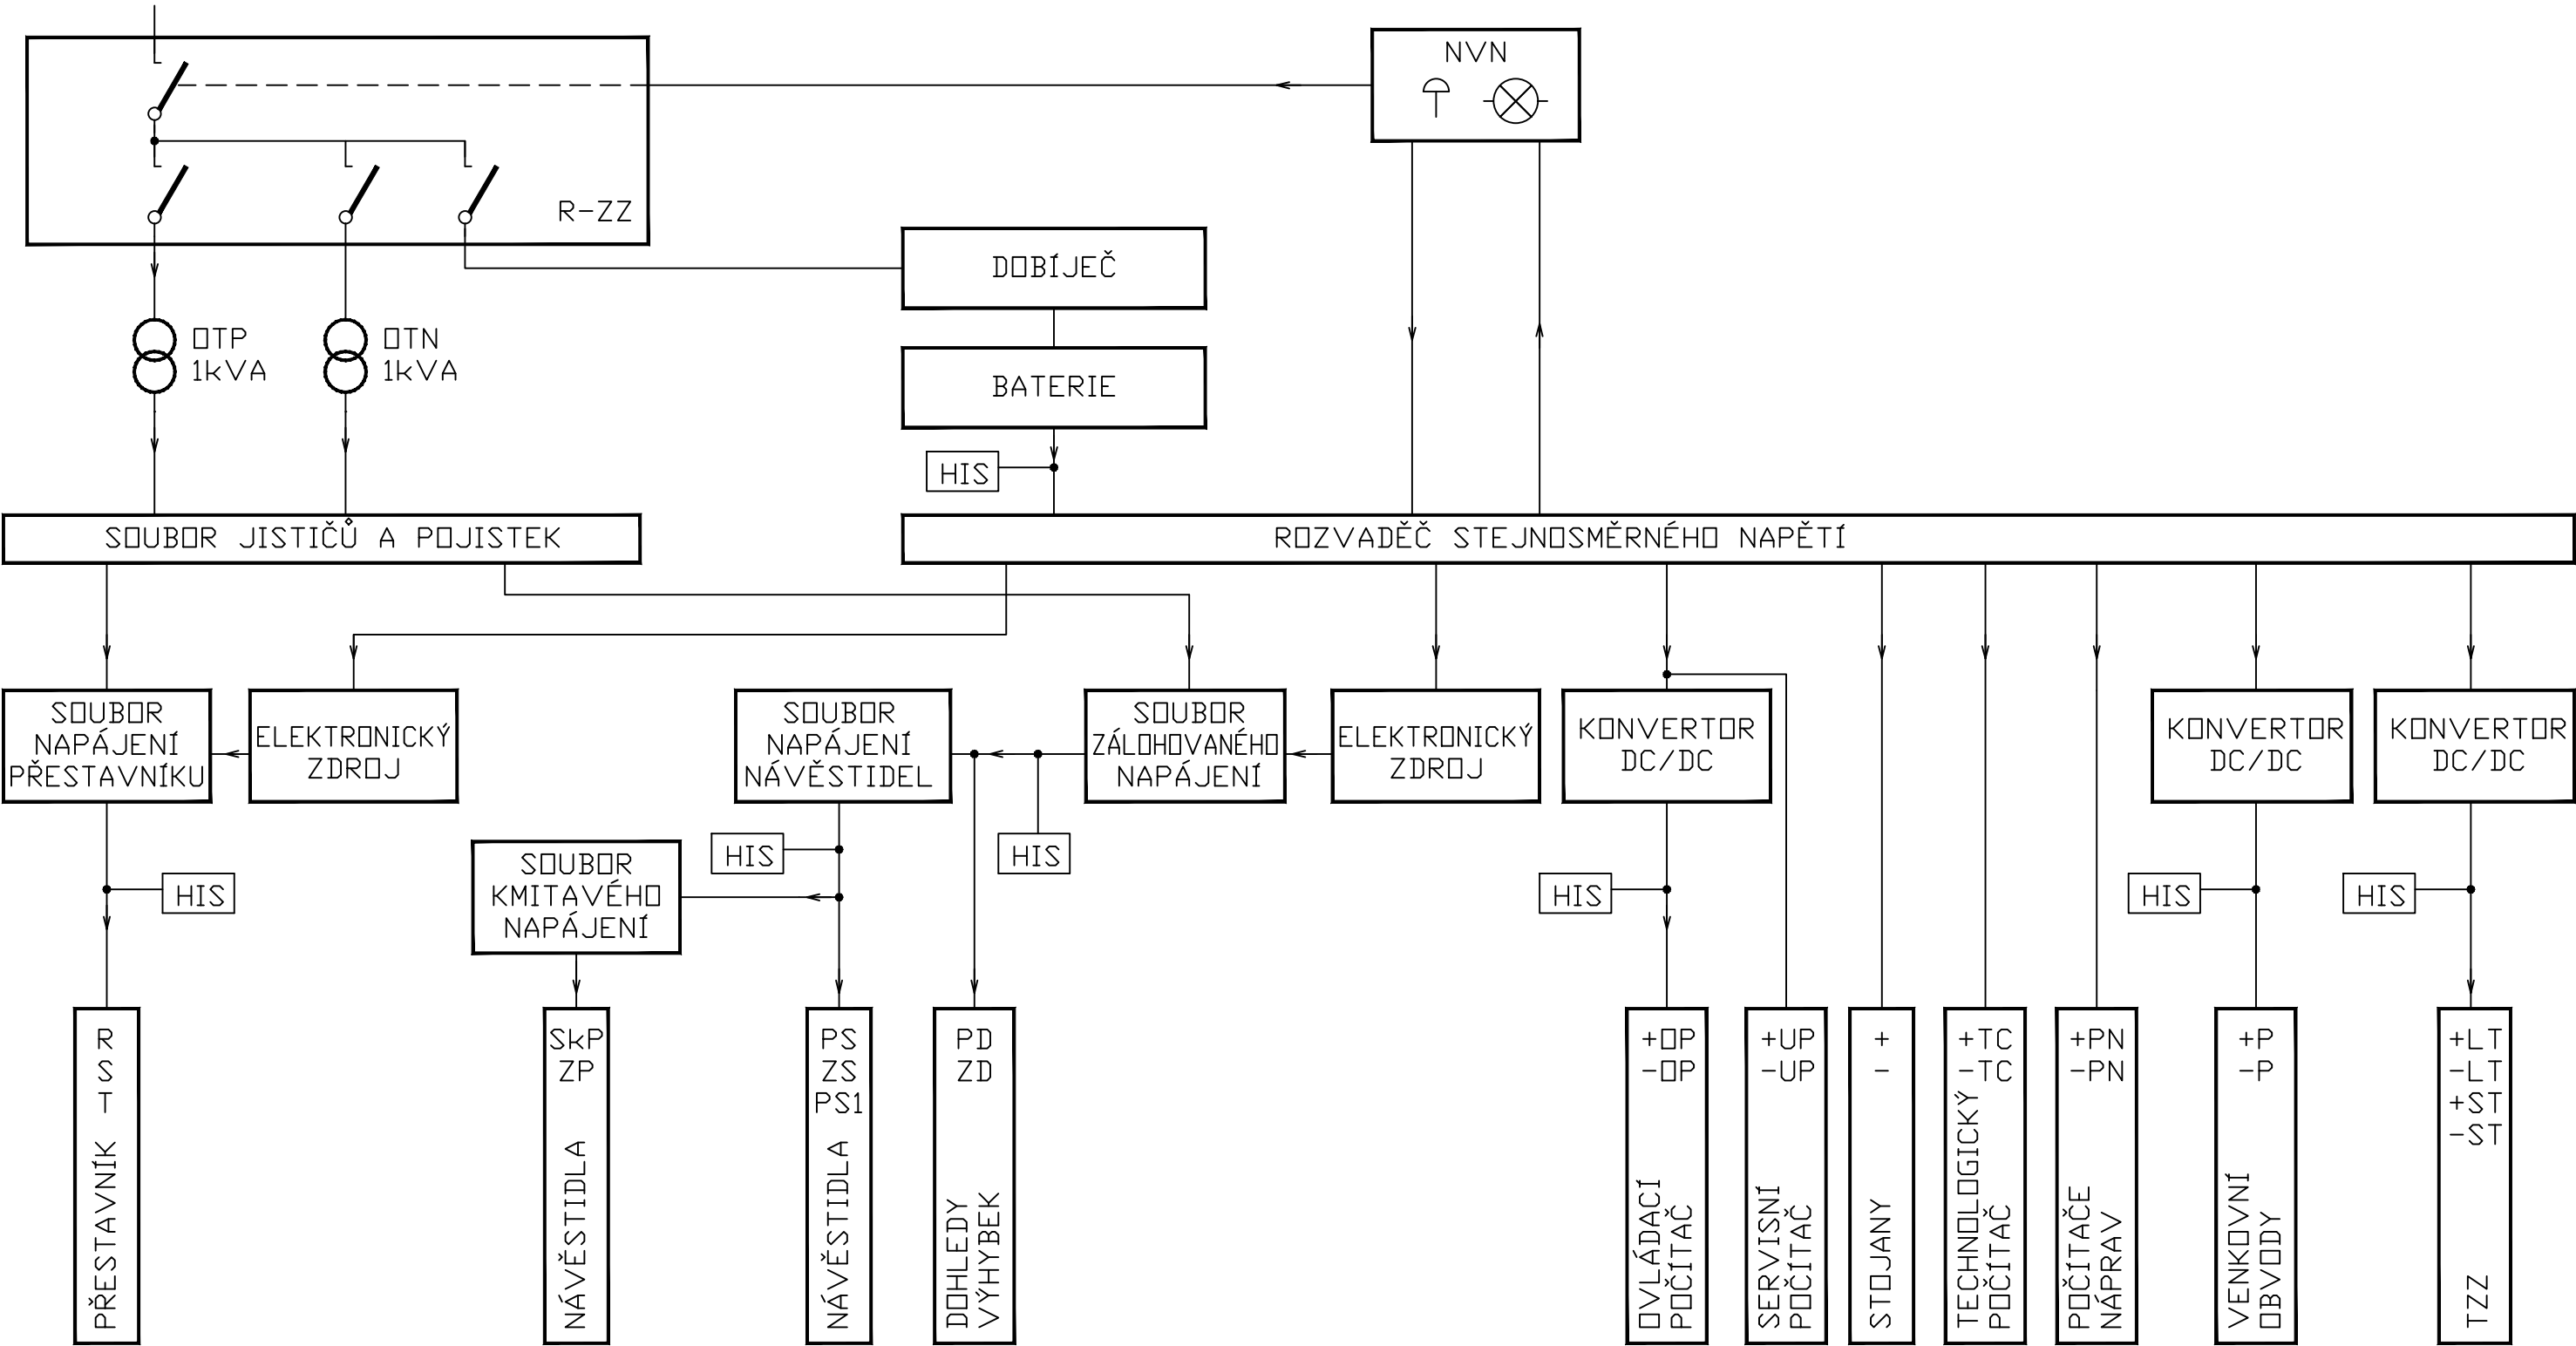 NVN
R-ZZ
DOBÍJEČ
OTP
1kVA
OTN
1kVA
BATERIE
HIS
SOUBOR JISTIČŮ A POJISTEK
ROZVADĚČ STEJNOSMĚRNÉHO NAPĚTÍ
SOUBOR
NAPÁJENÍ
PŘESTAVNÍKU
ELEKTRONICKÝ
ZDROJ
SOUBOR
NAPÁJENÍ
NÁVĚSTIDEL
SOUBOR
ZÁLOHOVANÉHO
NAPÁJENÍ
ELEKTRONICKÝ
ZDROJ
KONVERTOR
DC/DC
KONVERTOR
DC/DC
KONVERTOR
DC/DC
HIS
SOUBOR
KMITAVÉHO
NAPÁJENÍ
HIS
HIS
HIS
HIS
HIS
R
S
T
PŘESTAVNÍK
SkP
ZP
NÁVĚSTIDLA
PS
ZS
PS1
NÁVĚSTIDLA
PD
ZD
DOHLEDY
VÝHYBEK
+OP
-OP
OVLÁDACÍ
POČÍTAČ
+UP
-UP
SERVISNÍ
POČÍTAČ
+
-
STOJANY
+TC
-TC
TECHNOLOGICKÝ
POČÍTAČ
+PN
-PN
POČÍTAČE
NÁPRAV
+P
-P
VENKOVNÍ
OBVODY
+LT
-LT
+ST
-ST
TZZ